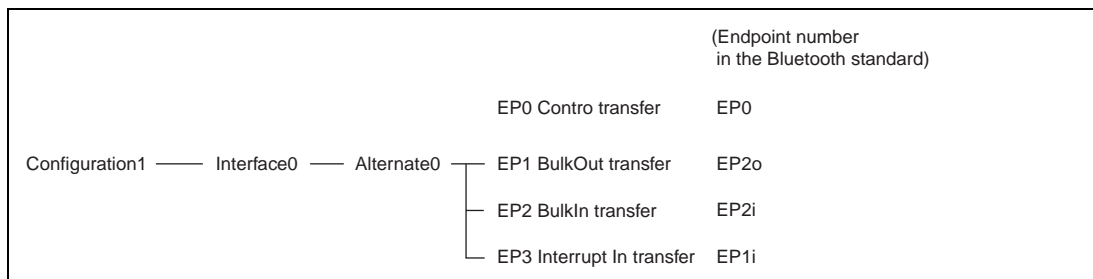 (Endpoint number
in the Bluetooth standard)
EP0 Contro transfer EP0
Configuration1 Interface0 Alternate0 EP1 BulkOut transfer EP2o
EP2 BulkIn transfer EP2i
EP3 Interrupt In transfer EP1i